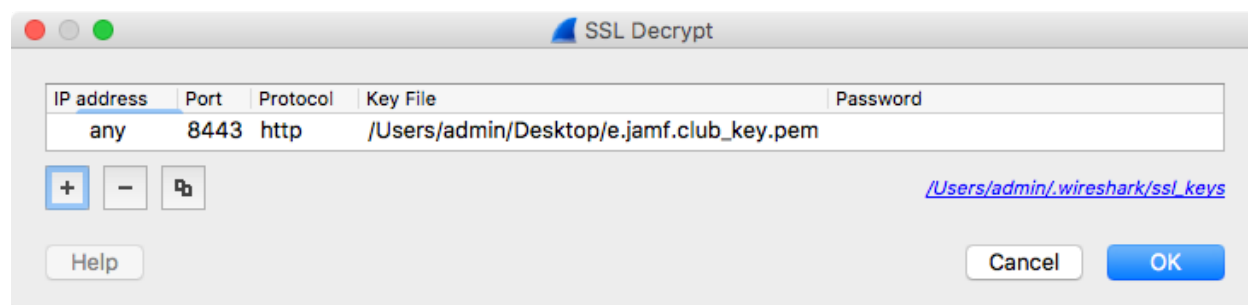 SSL Decrypt
IP address Port Protocol Key File Password
any 8443 http /Users/admin/Desktop/e.jamf.club_key.pem
+ −
/Users/admin/.wireshark/ssl_keys
Help Cancel OK